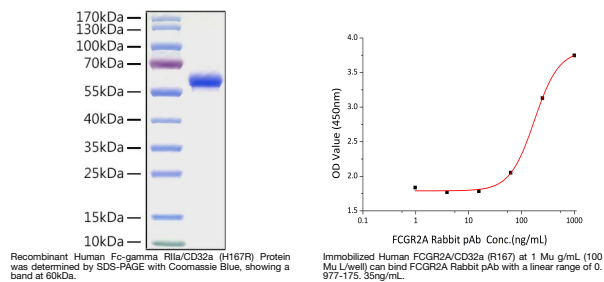 170kDa
130kDa
100kDa
70kDa
55kDa
40kDa
35kDa
25kDa
15kDa
10kDa
Recombinant Human Fc-gamma RIIa/CD32a (H167R) Protein
was determined by SDS-PAGE with Coomassie Blue, showing a
band at 60kDa.
OD Value (450nm)
4.0
3.5
3.0
2.5
2.0
1.5
0.1
1
10
100
1000
FCGR2A Rabbit pAb Conc.(ng/mL)
Immobilized Human FCGR2A/CD32a (R167) at 1 Mu g/mL (100
Mu L/well) can bind FCGR2A Rabbit pAb with a linear range of 0.
977-175. 35ng/mL.